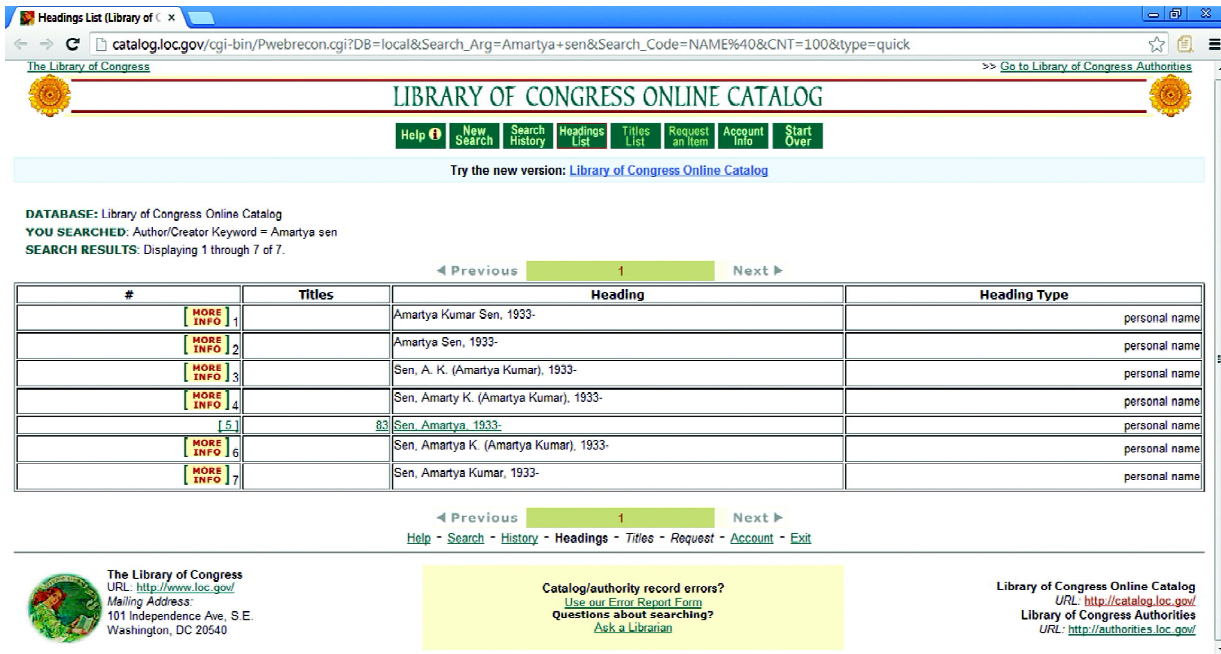 Headings List (Library of C
catalog.loc.gov/cgi-bin/Pwebrecon.cgi?DB=local&Search_Arg=Amartya+sen&Search_Code=NAME%40&CNT=100&type=quick
The Library of Congress >> Go to Library of Congress Authorities
LIBRARY OF CONGRESS ONLINE CATALOG
Help i New Search Search History Headings List Titles List Request an Item Account Info Start Over
Try the new version: Library of Congress Online Catalog
DATABASE: Library of Congress Online Catalog
YOU SEARCHED: Author/Creator Keyword = Amartya sen
SEARCH RESULTS: Displaying 1 through 7 of 7.
◄ Previous 1 Next ►
# Titles Heading Heading Type
[ MORE INFO ] 1 Amartya Kumar Sen, 1933- personal name
[ MORE INFO ] 2 Amartya Sen, 1933- personal name
[ MORE INFO ] 3 Sen, A. K. (Amartya Kumar), 1933- personal name
[ MORE INFO ] 4 Sen, Amarty K. (Amartya Kumar), 1933- personal name
[ 5 ] 83 Sen, Amartya, 1933- personal name
[ MORE INFO ] 6 Sen, Amartya K. (Amartya Kumar), 1933- personal name
[ MORE INFO ] 7 Sen, Amartya Kumar, 1933- personal name
◄ Previous 1 Next ►
Help - Search - History - Headings - Titles - Request - Account - Exit
The Library of Congress
URL: http://www.loc.gov/
Mailing Address:
101 Independence Ave, S.E.
Washington, DC 20540
Catalog/authority record errors?
Use our Error Report Form
Questions about searching?
Ask a Librarian
Library of Congress Online Catalog
URL: http://catalog.loc.gov/
Library of Congress Authorities
URL: http://authorities.loc.gov/